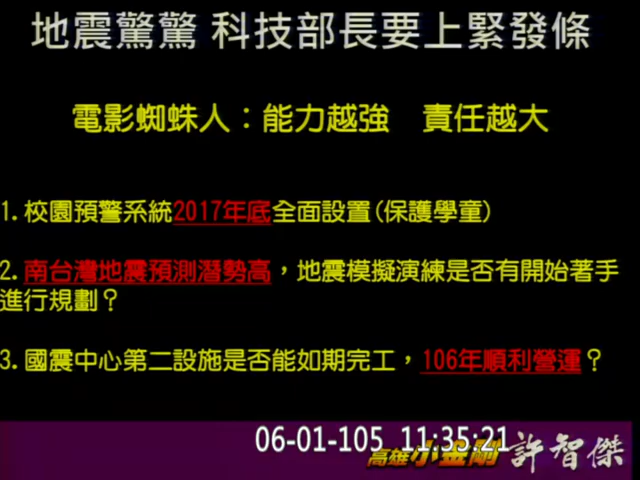 地震驚驚 科技部長要上緊發條
電影蜘蛛人：能力越強　責任越大
1.校園預警系統2017年底全面設置(保護學童)
2.南台灣地震預測潛勢高，地震模擬演練是否有開始著手
進行規劃？
3.國震中心第二設施是否能如期完工，106年順利營運？
06-01-105 11:35:21
高雄小金剛 許智傑